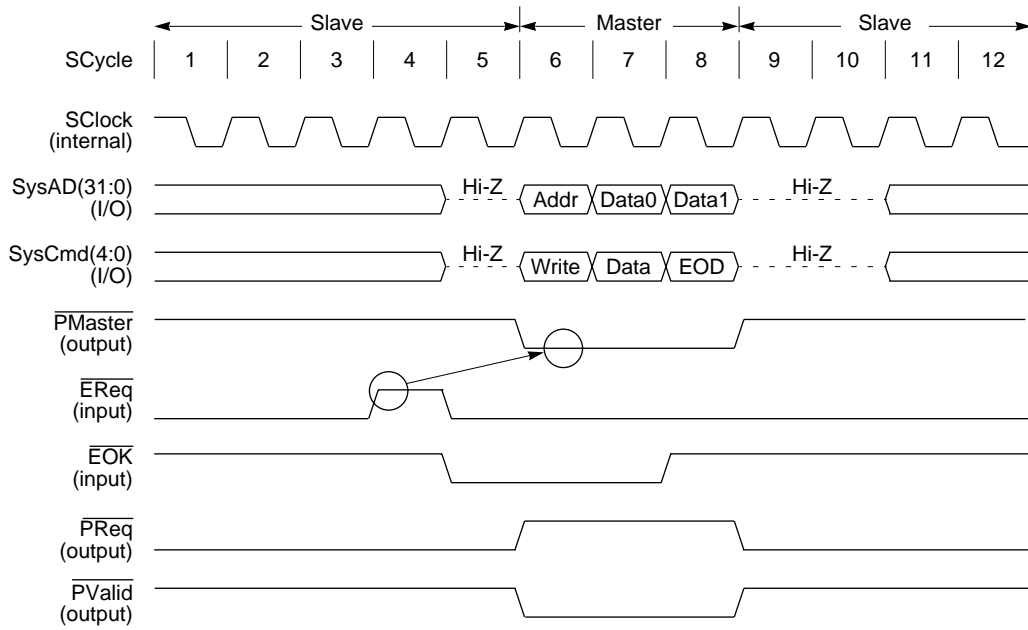 Slave Master Slave
SCycle 1 2 3 4 5 6 7 8 9 10 11 12
SClock
(internal)
SysAD(31:0)
(I/O)
Hi-Z Addr Data0 Data1 Hi-Z
SysCmd(4:0)
(I/O)
Hi-Z Write Data EOD Hi-Z
PMaster
(output)
EReq
(input)
EOK
(input)
PReq
(output)
PValid
(output)